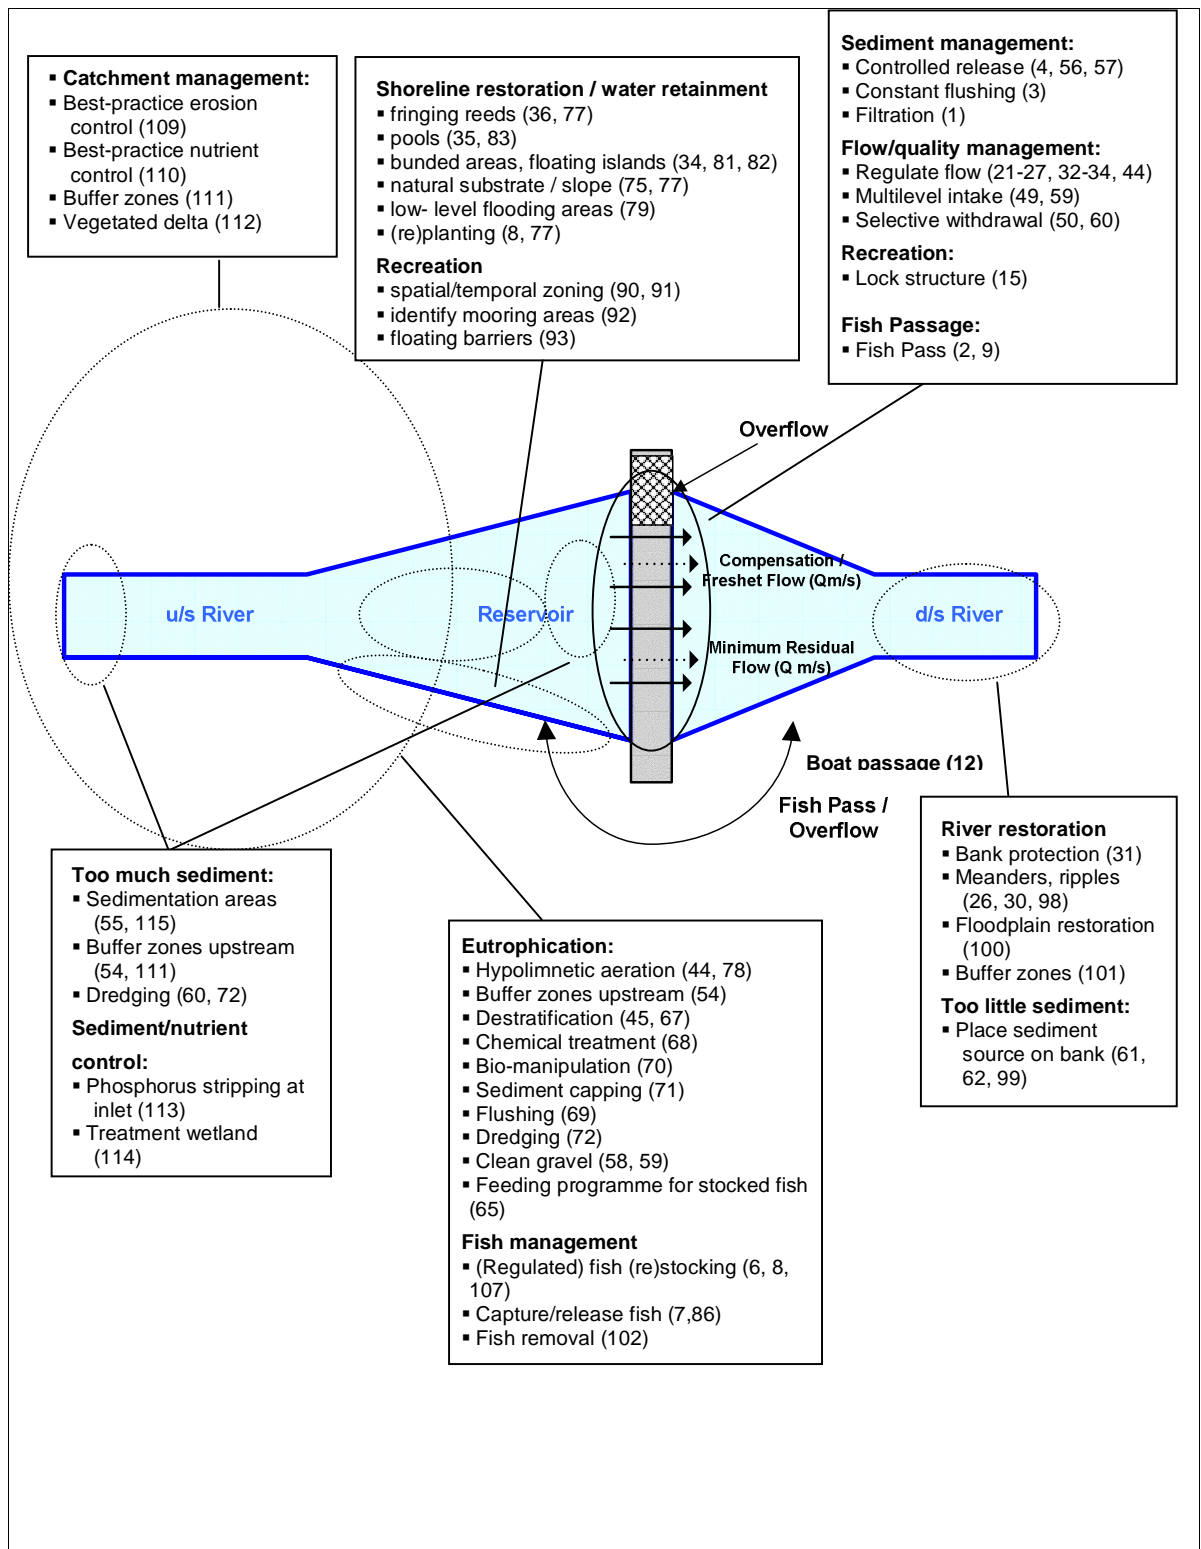 ▪ Catchment management:
▪ Best-practice erosion
control (109)
▪ Best-practice nutrient
control (110)
▪ Buffer zones (111)
▪ Vegetated delta (112)
Shoreline restoration / water retainment
▪ fringing reeds (36, 77)
▪ pools (35, 83)
▪ bunded areas, floating islands (34, 81, 82)
▪ natural substrate / slope (75, 77)
▪ low- level flooding areas (79)
▪ (re)planting (8, 77)
Recreation
▪ spatial/temporal zoning (90, 91)
▪ identify mooring areas (92)
▪ floating barriers (93)
Sediment management:
▪ Controlled release (4, 56, 57)
▪ Constant flushing (3)
▪ Filtration (1)
Flow/quality management:
▪ Regulate flow (21-27, 32-34, 44)
▪ Multilevel intake (49, 59)
▪ Selective withdrawal (50, 60)
Recreation:
▪ Lock structure (15)
Fish Passage:
▪ Fish Pass (2, 9)
Overflow
Compensation /
Freshet Flow (Qm/s)
u/s River
Reservoir
d/s River
Minimum Residual
Flow (Q m/s)
Boat passage (12)
Fish Pass /
Overflow
Too much sediment:
▪ Sedimentation areas
(55, 115)
▪ Buffer zones upstream
(54, 111)
▪ Dredging (60, 72)
Sediment/nutrient
control:
▪ Phosphorus stripping at
inlet (113)
▪ Treatment wetland
(114)
Eutrophication:
▪ Hypolimnetic aeration (44, 78)
▪ Buffer zones upstream (54)
▪ Destratification (45, 67)
▪ Chemical treatment (68)
▪ Bio-manipulation (70)
▪ Sediment capping (71)
▪ Flushing (69)
▪ Dredging (72)
▪ Clean gravel (58, 59)
▪ Feeding programme for stocked fish
(65)
Fish management
▪ (Regulated) fish (re)stocking (6, 8,
107)
▪ Capture/release fish (7,86)
▪ Fish removal (102)
River restoration
▪ Bank protection (31)
▪ Meanders, ripples
(26, 30, 98)
▪ Floodplain restoration
(100)
▪ Buffer zones (101)
Too little sediment:
▪ Place sediment
source on bank (61,
62, 99)